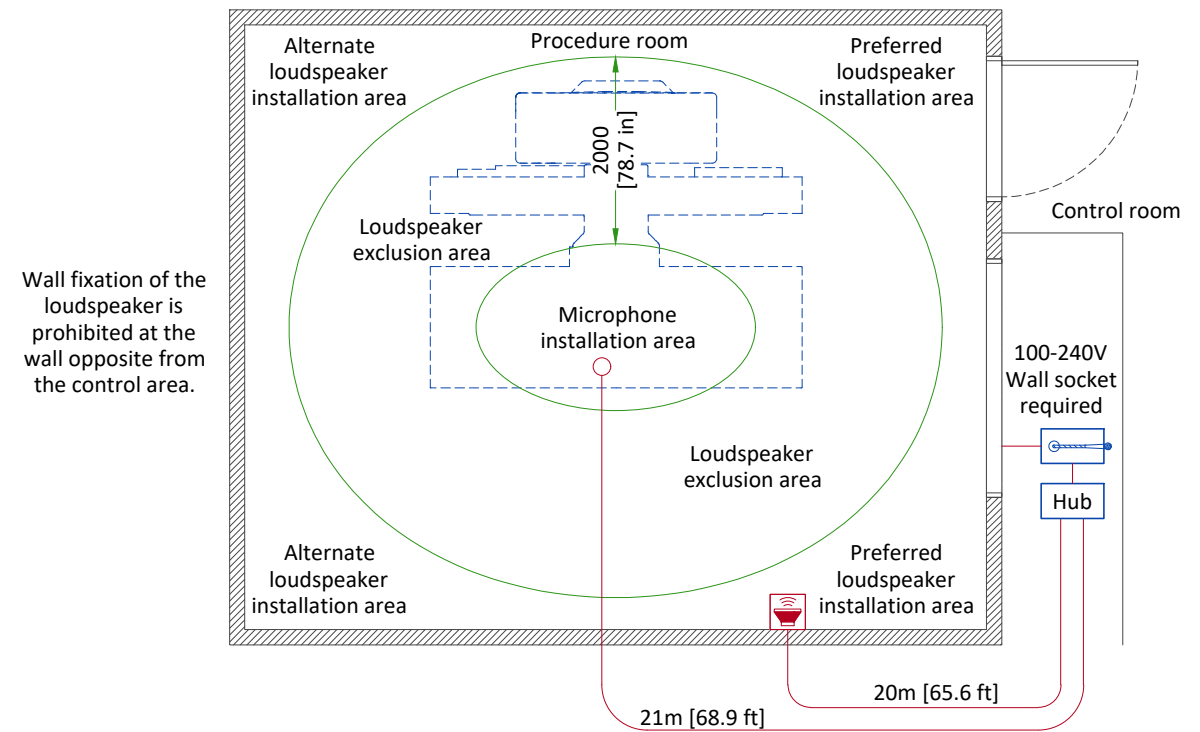 Procedure room
Alternate
loudspeaker
installation area
Preferred
loudspeaker
installation area
2000
[78.7 in]
Control room
Loudspeaker
exclusion area
Wall fixation of the
loudspeaker is
prohibited at the
wall opposite from
the control area.
Microphone
installation area
100-240V
Wall socket
required
Loudspeaker
exclusion area
Hub
Alternate
loudspeaker
installation area
Preferred
loudspeaker
installation area
20m [65.6 ft]
21m [68.9 ft]